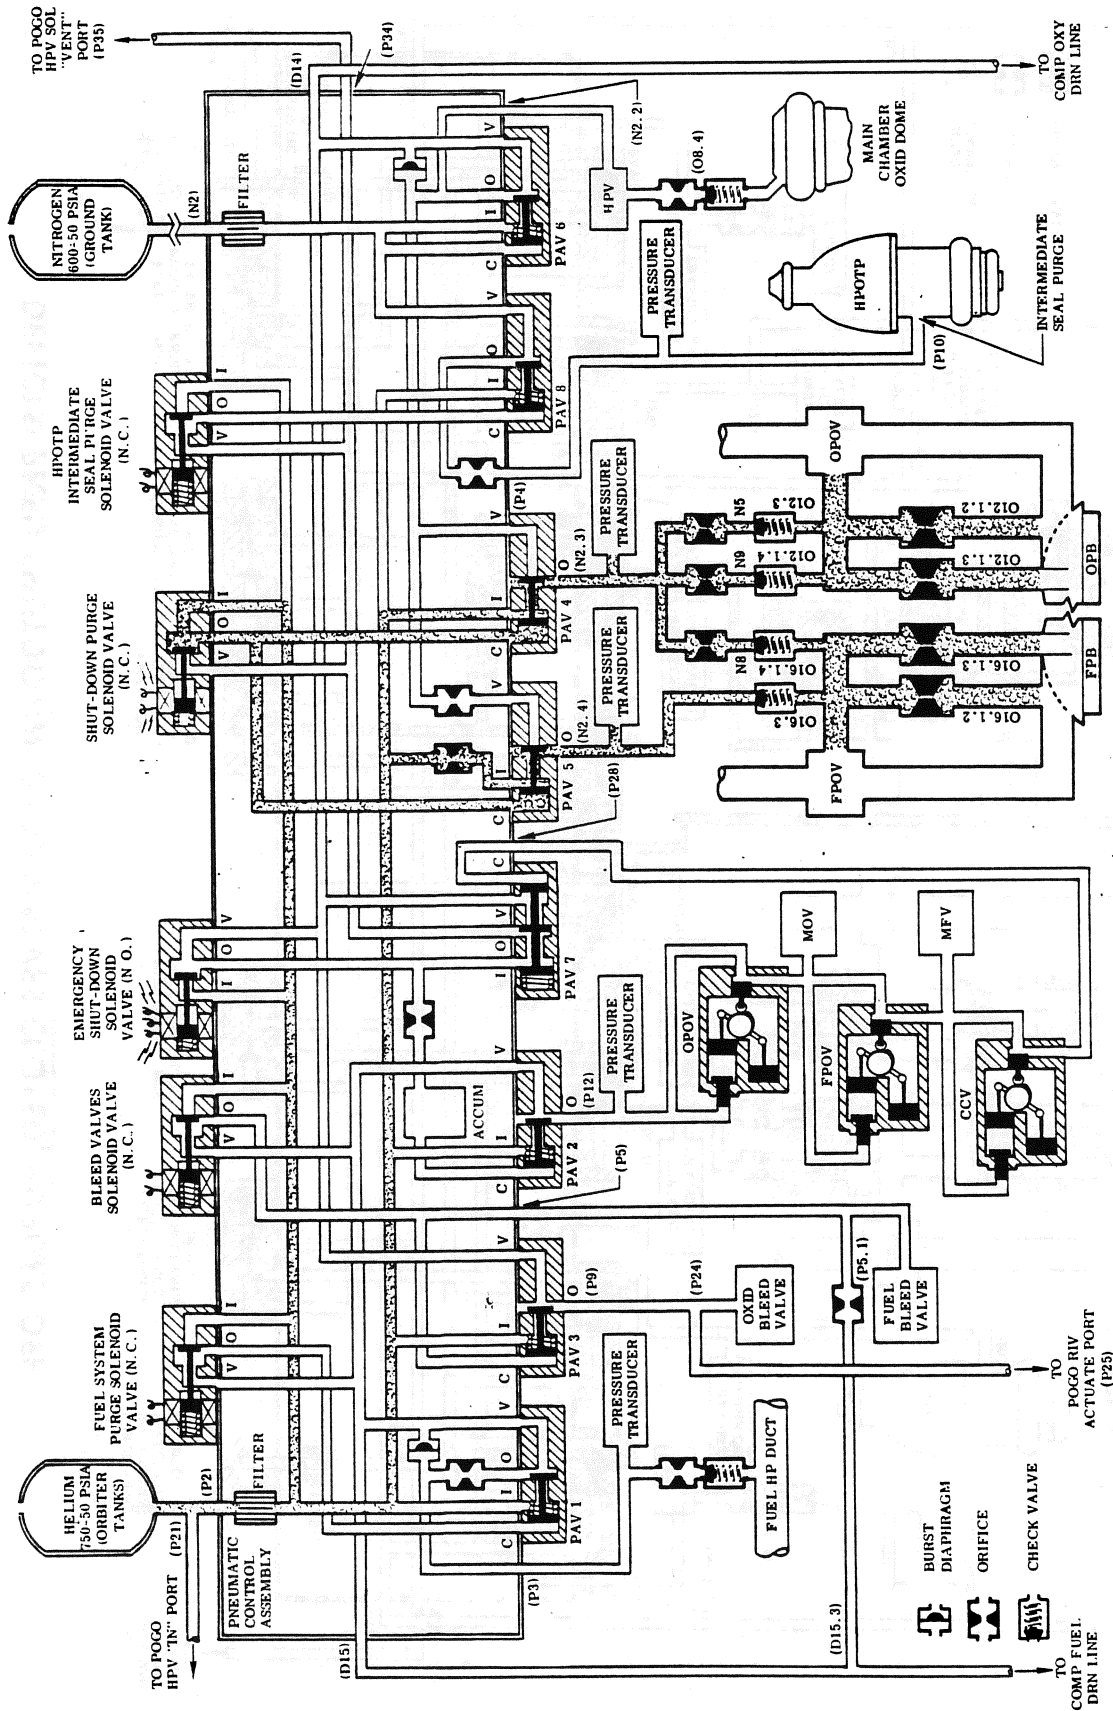 TO POGO
HPV SOL
"VENT"
PORT
(P35)
(P34)
(D14)
TO
COMP OXY
DRN LINE
NITROGEN
600-50 PSIA
(GROUND
TANK)
(N2)
FILTER
V
O
I
C
PAV 6
(N2.2)
HPV
(O8.4)
MAIN
CHAMBER
OXID DOME
HPOTP
INTERMEDIATE
SEAL PURGE
SOLENOID VALVE
(N.C.)
I
O
V
V
O
I
C
PAV 8
PRESSURE
TRANSDUCER
HPOTP
(P10)
INTERMEDIATE
SEAL PURGE
(P4)
SHUT-DOWN PURGE
SOLENOID VALVE
(N.C.)
I
O
V
V
I
O
C
PAV 4
(N2.3)
PRESSURE
TRANSDUCER
N5
O12.3
N9
O12.1.4
OPOV
O12.1.2
O12.1.3
OPB
V
O
I
C
PAV 5
(N2.4)
PRESSURE
TRANSDUCER
N8
O16.1.4
O16.3
FPOV
O16.1.3
O16.1.2
FPB
(P28)
EMERGENCY
SHUT-DOWN
SOLENOID
VALVE (N O.)
V
O
I
C
V
O
I
PAV 7
MOV
MFV
BLEED VALVES
SOLENOID VALVE
(N.C.)
I
O
V
ACCUM
V
O
I
C
PAV 2
(P12)
PRESSURE
TRANSDUCER
OPOV
FPOV
CCV
(P5)
FUEL SYSTEM
PURGE SOLENOID
VALVE (N.C.)
I
O
V
V
O
I
C
PAV 3
(P9)
(P24)
OXID
BLEED
VALVE
(P5.1)
FUEL
BLEED
VALVE
TO
POGO RIV
ACTUATE PORT
(P25)
HELIUM
750-50 PSIA
(ORBITER
TANKS)
(P2)
(P21)
FILTER
V
O
I
C
PAV 1
PRESSURE
TRANSDUCER
FUEL HP DUCT
PNEUMATIC
CONTROL
ASSEMBLY
(P3)
TO POGO
HPV "IN" PORT
(D15)
(D15.3)
TO
COMP FUEL
DRN LINE
BURST
DIAPHRAGM
ORIFICE
CHECK VALVE